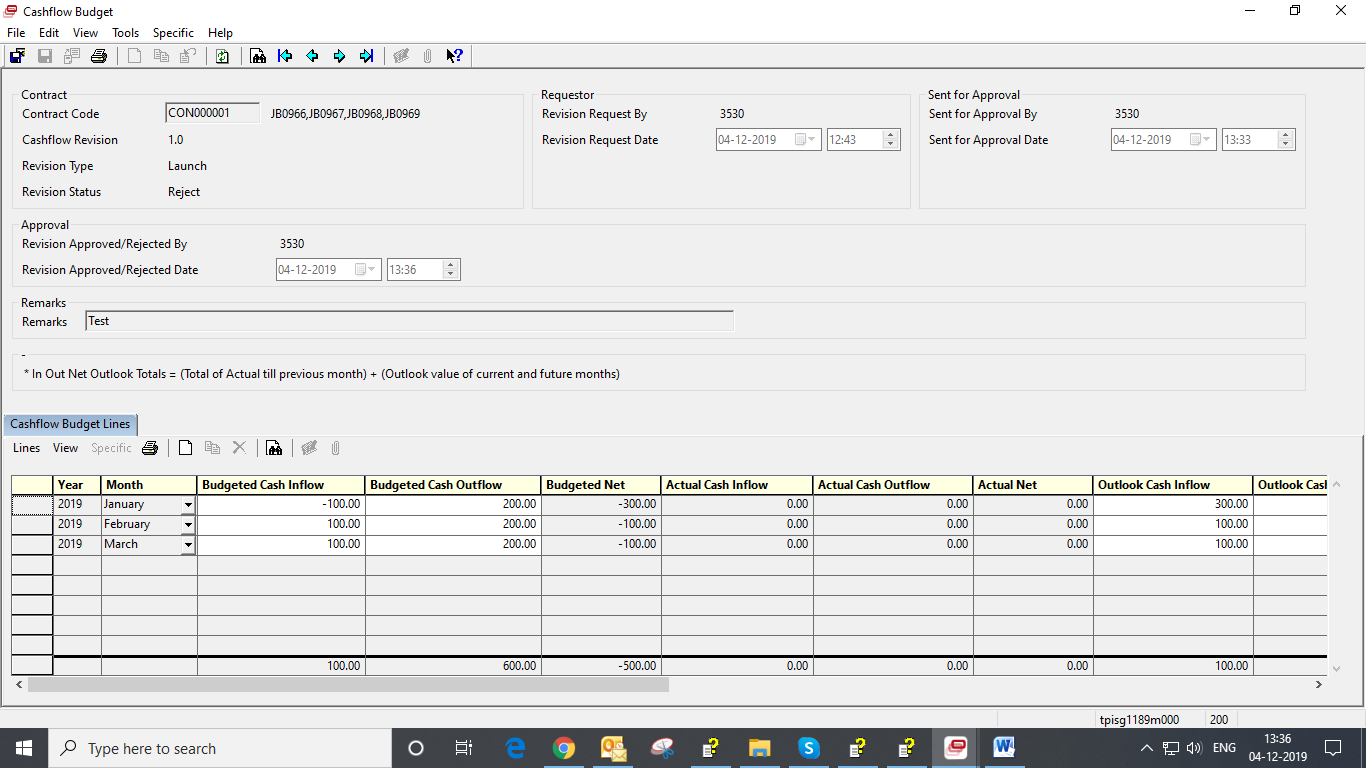 Cashflow Budget
File Edit View Tools Specific Help
Contract
Contract Code CON000001 JB0966,JB0967,JB0968,JB0969
Cashflow Revision 1.0
Revision Type Launch
Revision Status Reject
Requestor
Revision Request By 3530
Revision Request Date 04-12-2019 12:43
Sent for Approval
Sent for Approval By 3530
Sent for Approval Date 04-12-2019 13:33
Approval
Revision Approved/Rejected By 3530
Revision Approved/Rejected Date 04-12-2019 13:36
Remarks
Remarks Test
-
* In Out Net Outlook Totals = (Total of Actual till previous month) + (Outlook value of current and future months)
Cashflow Budget Lines
Lines View Specific
Year Month Budgeted Cash Inflow Budgeted Cash Outflow Budgeted Net Actual Cash Inflow Actual Cash Outflow Actual Net Outlook Cash Inflow Outlook Cash
2019 January -100.00 200.00 -300.00 0.00 0.00 0.00 300.00
2019 February 100.00 200.00 -100.00 0.00 0.00 0.00 100.00
2019 March 100.00 200.00 -100.00 0.00 0.00 0.00 100.00
100.00 600.00 -500.00 0.00 0.00 0.00 100.00
tpisg1189m000 200
Type here to search
ENG 13:36
04-12-2019